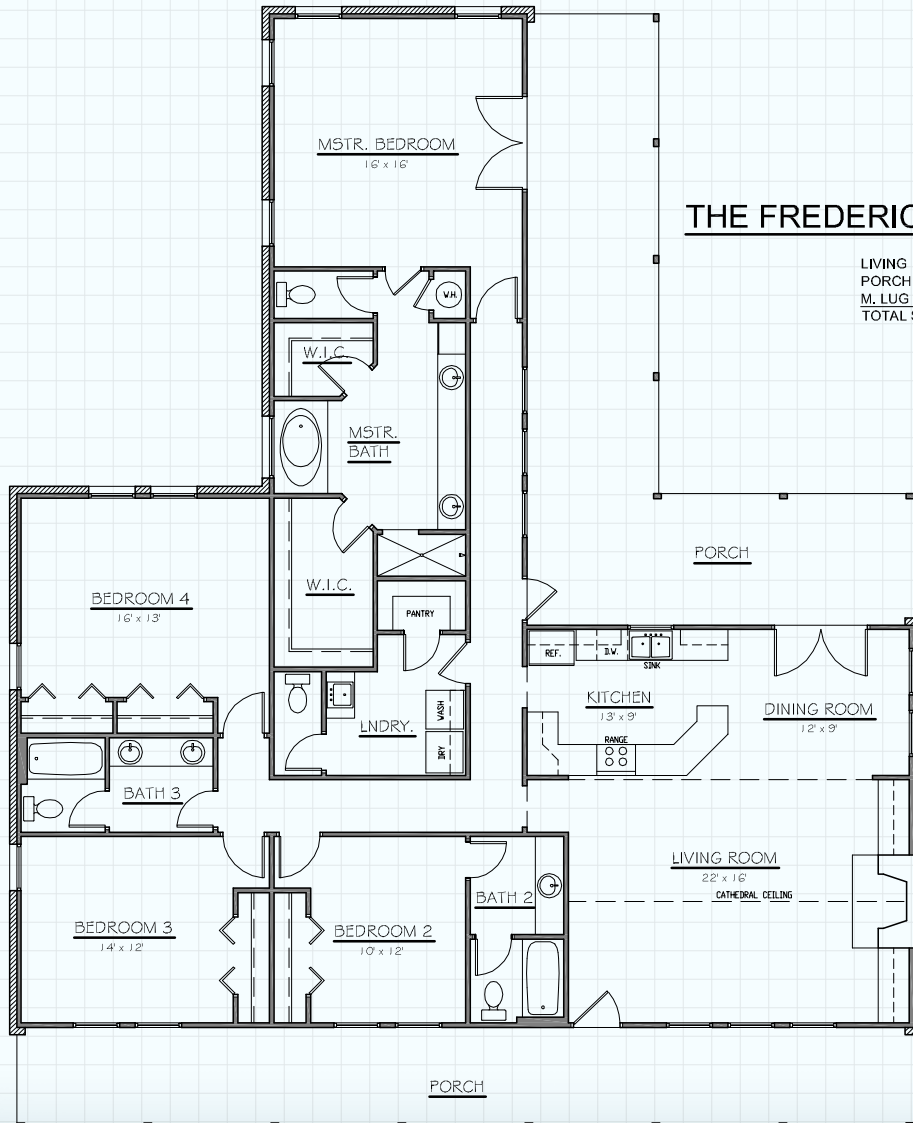 MSTR. BEDROOM
16' x 16'
THE FREDERIC
LIVING
PORCH
M. LUG
TOTAL S
W.H.
W.I.C.
MSTR.
BATH
W.I.C.
PORCH
BEDROOM 4
16' x 13'
PANTRY
REF.
D.W.
SINK
KITCHEN
13' x 9'
DINING ROOM
12' x 9'
WASH
LNDRY.
DRY
RANGE
BATH 3
LIVING ROOM
22' x 16'
CATHEDRAL CEILING
BATH 2
BEDROOM 3
14' x 12'
BEDROOM 2
10' x 12'
PORCH